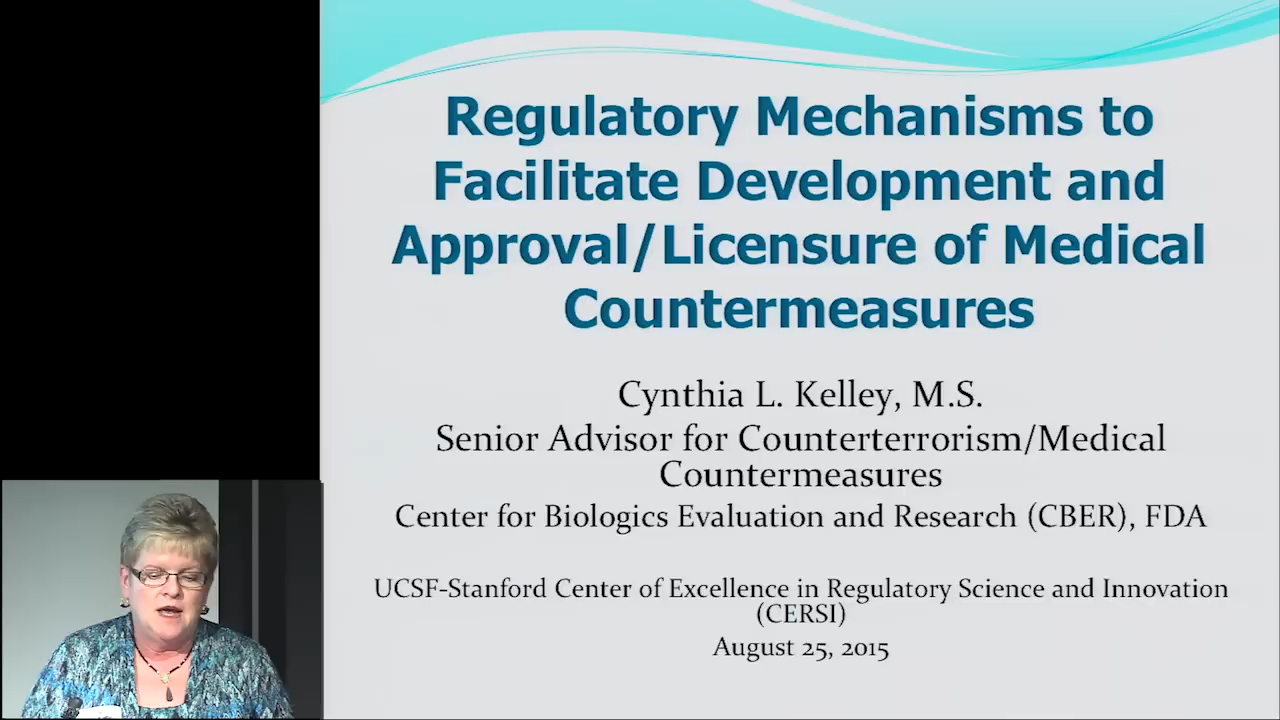 Regulatory Mechanisms to
Facilitate Development and
Approval/Licensure of Medical
Countermeasures
Cynthia L. Kelley, M.S.
Senior Advisor for Counterterrorism/Medical
Countermeasures
Center for Biologics Evaluation and Research (CBER), FDA
UCSF-Stanford Center of Excellence in Regulatory Science and Innovation
(CERSI)
August 25, 2015